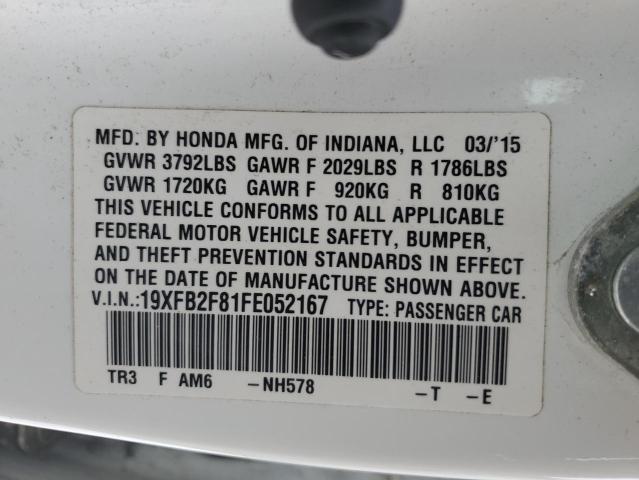 MFD. BY HONDA MFG. OF INDIANA, LLC 03/'15
GVWR 3792LBS GAWR F 2029LBS R 1786LBS
GVWR 1720KG GAWR F 920KG R 810KG
THIS VEHICLE CONFORMS TO ALL APPLICABLE
FEDERAL MOTOR VEHICLE SAFETY, BUMPER,
AND THEFT PREVENTION STANDARDS IN EFFECT
ON THE DATE OF MANUFACTURE SHOWN ABOVE.
V.I.N.:19XFB2F81FE052167 TYPE: PASSENGER CAR
TR3 F AM6 -NH578 -T -E